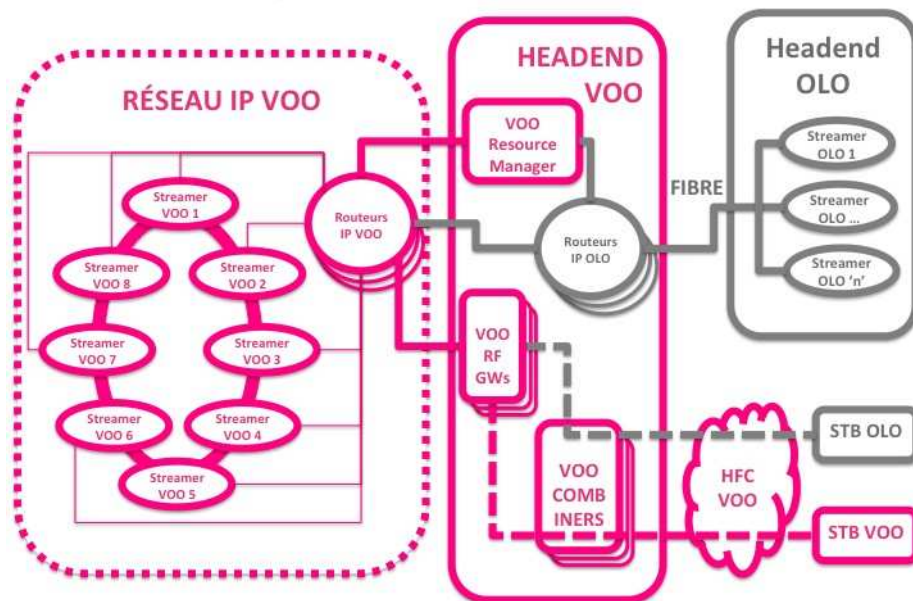 RÉSEAU IP VOO
HEADEND
VOO
Headend
OLO
VOO
Resource
Manager
Streamer
OLO 1
Streamer
OLO ...
Streamer
OLO ‘n’
FIBRE
Routeurs
IP VOO
Routeurs
IP OLO
Streamer
VOO 1
Streamer
VOO 8
Streamer
VOO 2
Streamer
VOO 7
Streamer
VOO 3
Streamer
VOO 6
Streamer
VOO 4
Streamer
VOO 5
VOO
RF
GWs
VOO
COMB
INERS
HFC
VOO
STB OLO
STB VOO